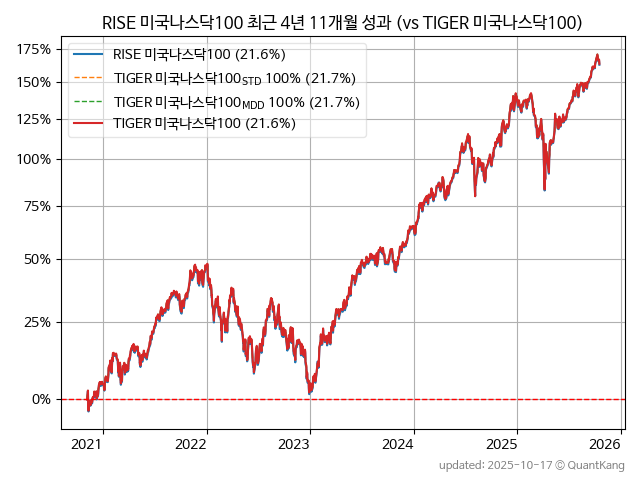 RISE 미국나스닥100 최근 4년 11개월 성과 (vs TIGER 미국나스닥100)
175%
150%
125%
100%
75%
50%
25%
0%
RISE 미국나스닥100 (21.6%)
TIGER 미국나스닥100STD 100% (21.7%)
TIGER 미국나스닥100MDD 100% (21.7%)
TIGER 미국나스닥100 (21.6%)
2021 2022 2023 2024 2025 2026
updated: 2025-10-17 © QuantKang